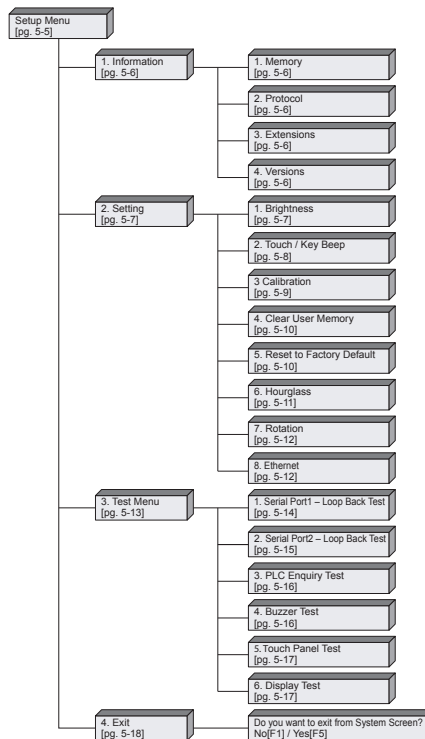 Setup Menu
[pg. 5-5]
1. Information
[pg. 5-6]
1. Memory
[pg. 5-6]
2. Protocol
[pg. 5-6]
3. Extensions
[pg. 5-6]
4. Versions
[pg. 5-6]
2. Setting
[pg. 5-7]
1. Brightness
[pg. 5-7]
2. Touch / Key Beep
[pg. 5-8]
3 Calibration
[pg. 5-9]
4. Clear User Memory
[pg. 5-10]
5. Reset to Factory Default
[pg. 5-10]
6. Hourglass
[pg. 5-11]
7. Rotation
[pg. 5-12]
8. Ethernet
[pg. 5-12]
3. Test Menu
[pg. 5-13]
1. Serial Port1 – Loop Back Test
[pg. 5-14]
2. Serial Port2 – Loop Back Test
[pg. 5-15]
3. PLC Enquiry Test
[pg. 5-16]
4. Buzzer Test
[pg. 5-16]
5.Touch Panel Test
[pg. 5-17]
6. Display Test
[pg. 5-17]
4. Exit
[pg. 5-18]
Do you want to exit from System Screen?
No[F1] / Yes[F5]